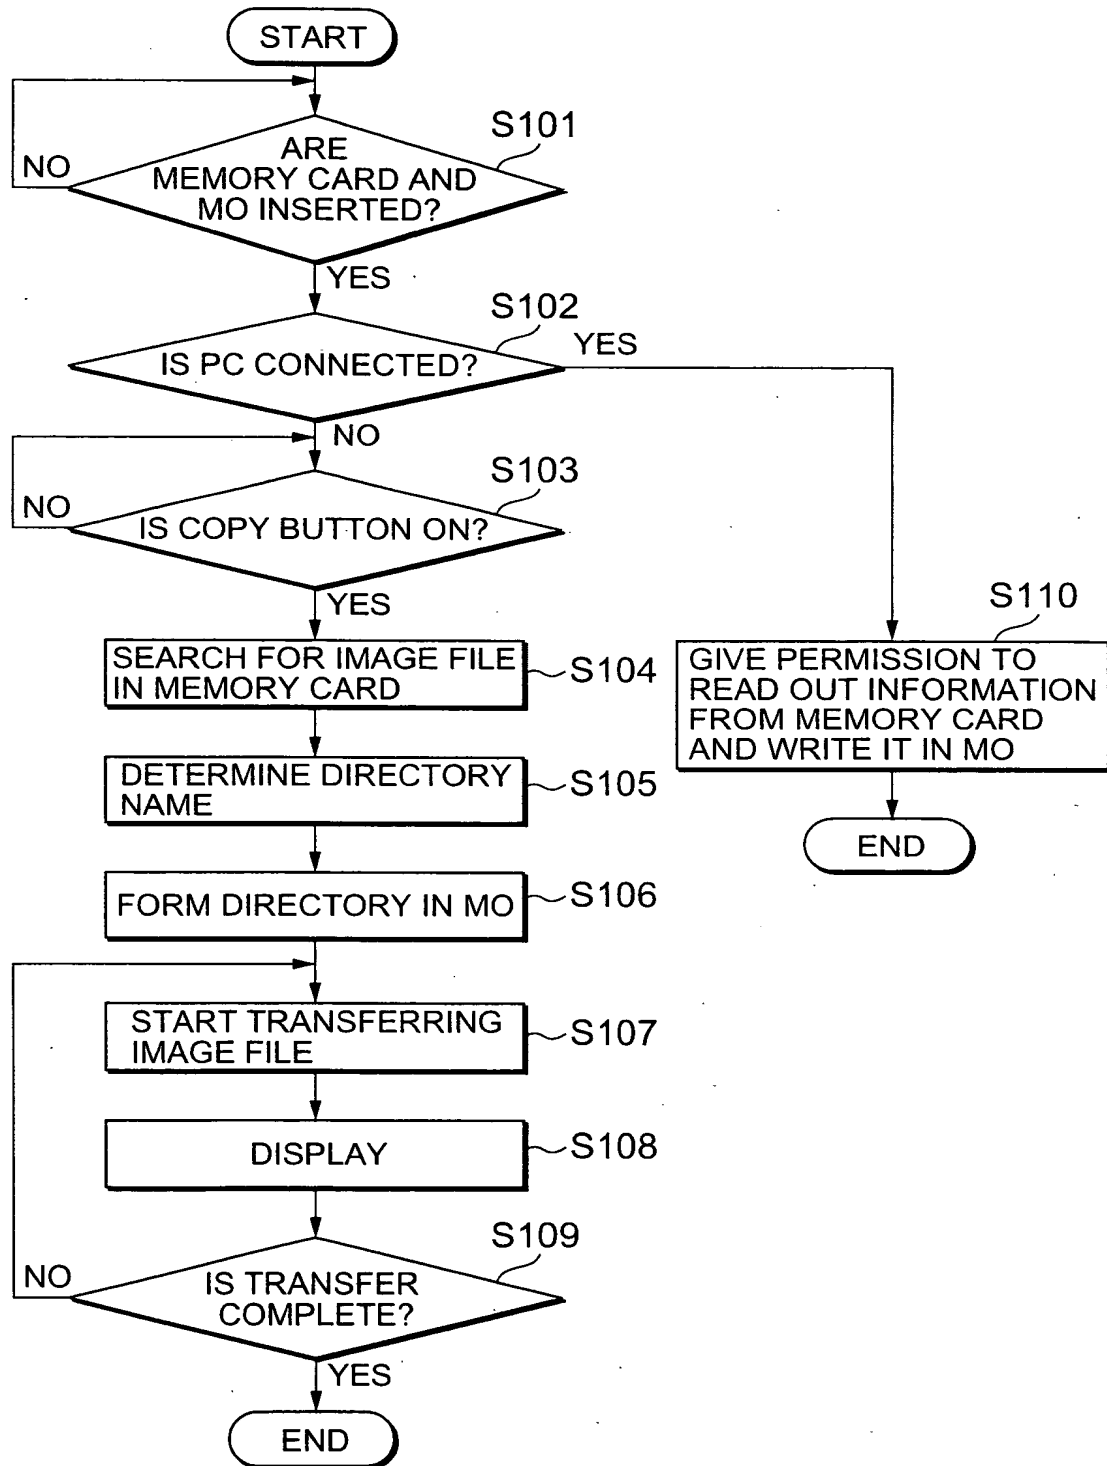 START
S101
ARE
MEMORY CARD AND
MO INSERTED?
NO
YES
S102
IS PC CONNECTED?
YES
NO
S103
NO
IS COPY BUTTON ON?
YES
SEARCH FOR IMAGE FILE
IN MEMORY CARD
S104
S110
GIVE PERMISSION TO
READ OUT INFORMATION
FROM MEMORY CARD
AND WRITE IT IN MO
DETERMINE DIRECTORY
NAME
S105
END
FORM DIRECTORY IN MO
S106
START TRANSFERRING
IMAGE FILE
S107
DISPLAY
S108
S109
NO
IS TRANSFER
COMPLETE?
YES
END